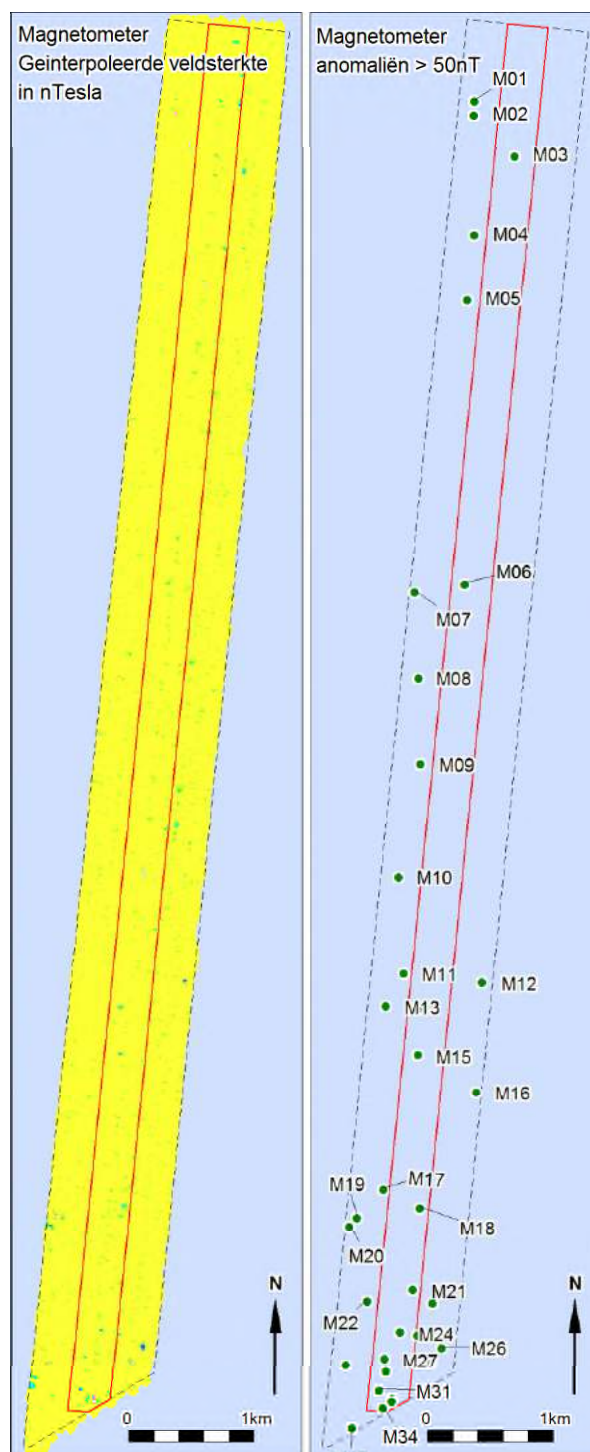 Magnetometer
Geinterpoleerde veldsterkte
in nTesla
N
0
1km
Magnetometer
anomaliën > 50nT
M01
M02
M03
M04
M05
M06
M07
M08
M09
M10
M11
M12
M13
M15
M16
M17
M19
M18
M20
M21
M22
M24
M26
M27
M31
M34
N
0
1km